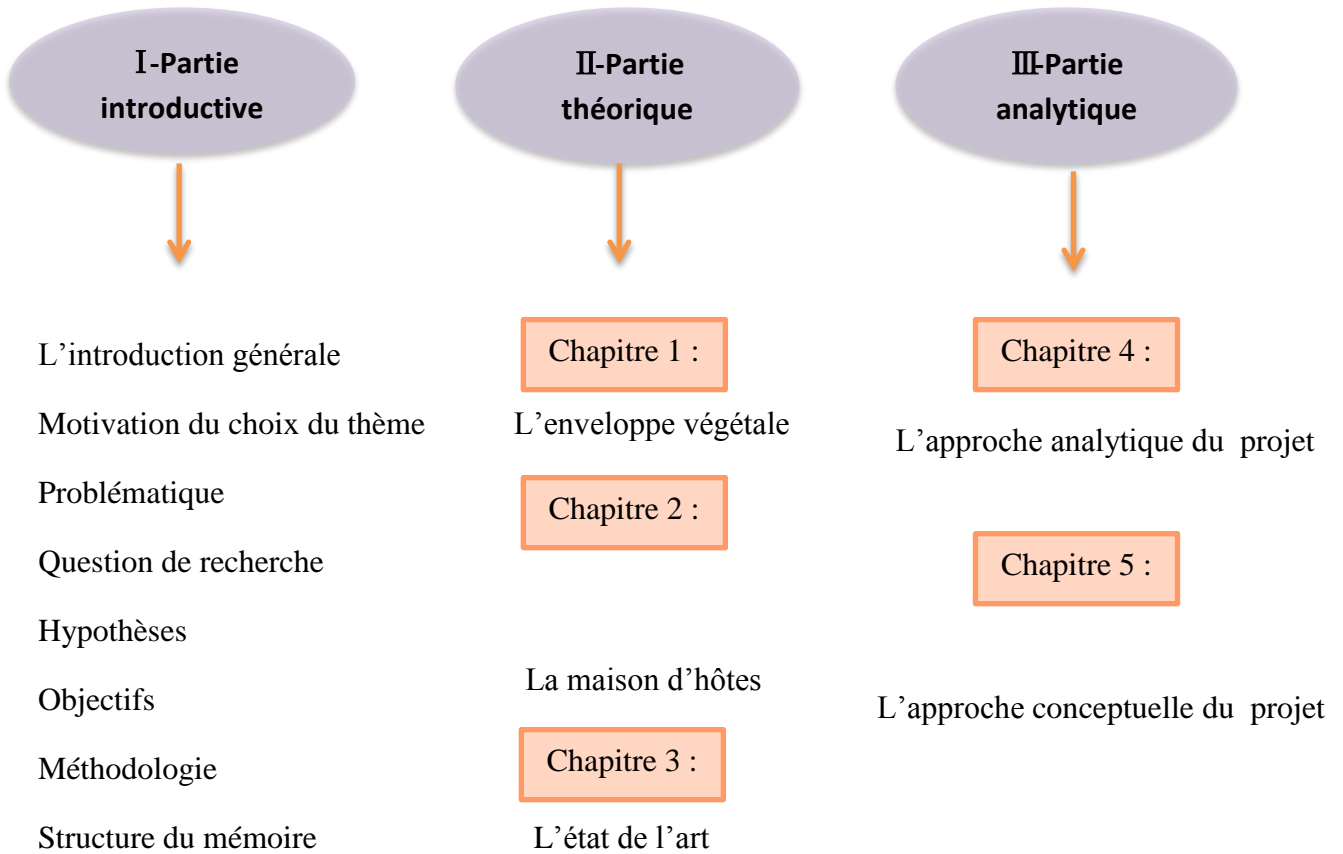 Ⅰ-Partie
introductive
L’introduction générale
Motivation du choix du thème
Problématique
Question de recherche
Hypothèses
Objectifs
Méthodologie
Structure du mémoire
Ⅱ-Partie
théorique
Chapitre 1 :
L’enveloppe végétale
Chapitre 2 :
La maison d’hôtes
Chapitre 3 :
L’état de l’art
Ⅲ-Partie
analytique
Chapitre 4 :
L’approche analytique du  projet
Chapitre 5 :
L’approche conceptuelle du  projet